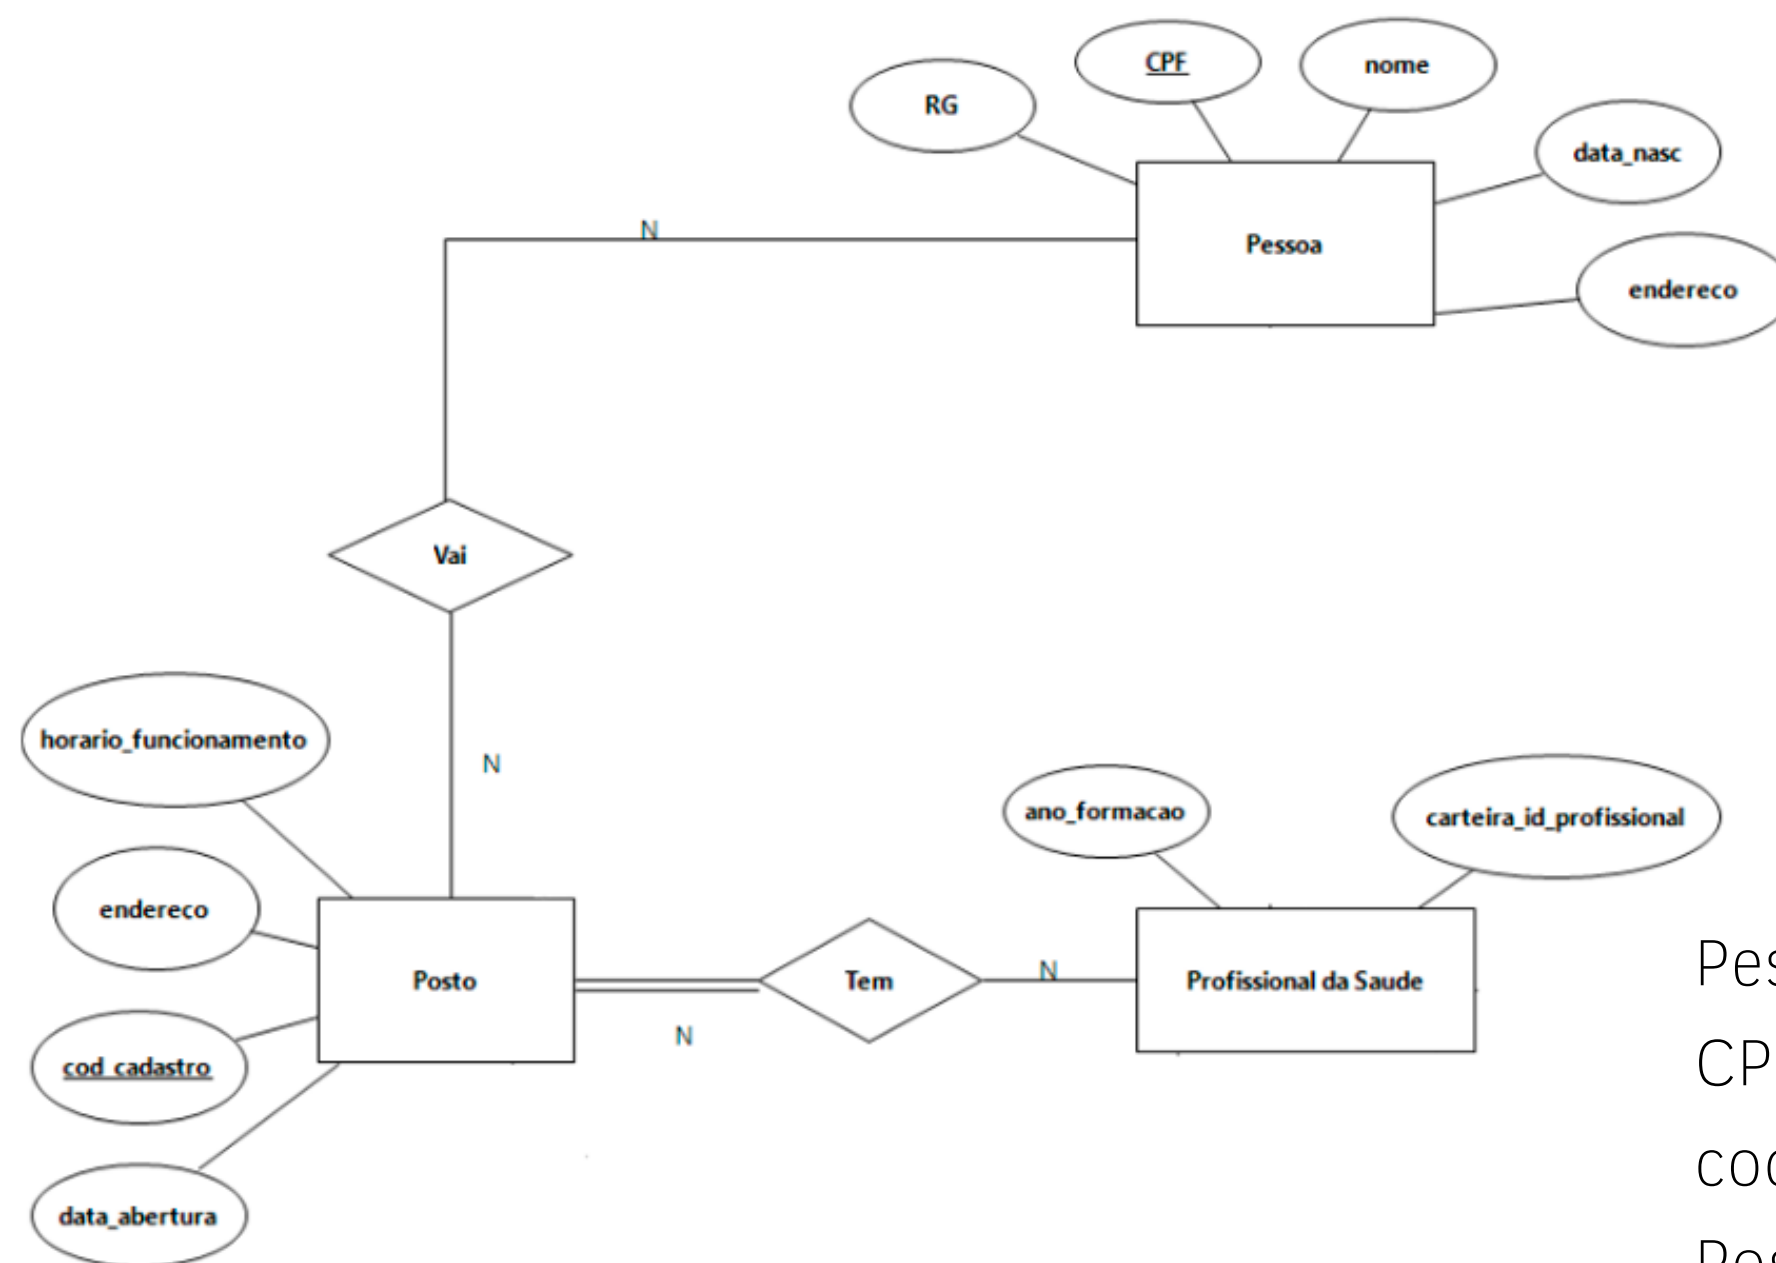 CPF
nome
RG
data_nasc
N
Pessoa
endereco
Vai
horario_funcionamento
N
ano_formacao
carteira_id_profissional
endereco
N
Posto
Tem
Profissional da Saude
N
cod_cadastro
data_abertura